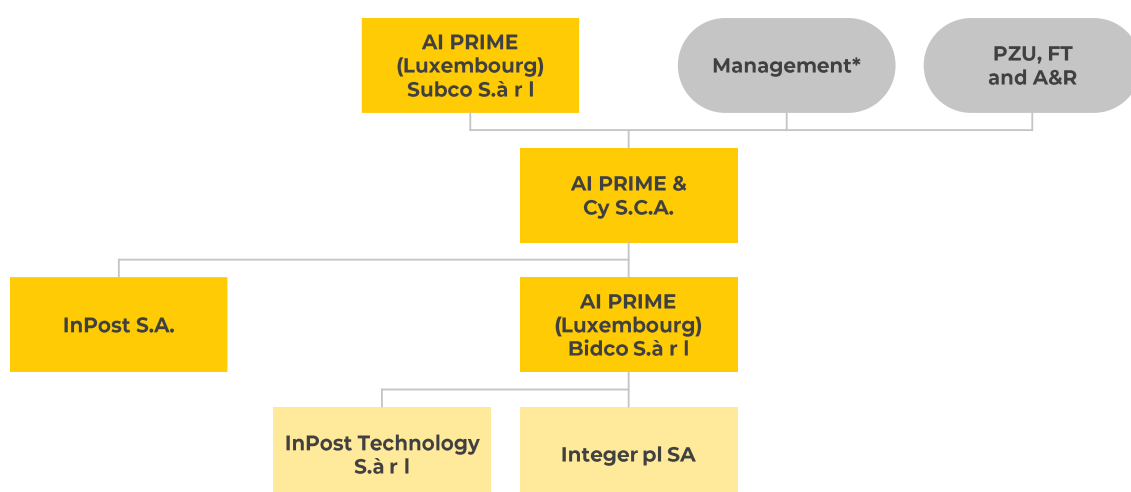 AI PRIME
(Luxembourg)
Subco S.à r l
Management*
PZU, FT
and A&R
AI PRIME &
Cy S.C.A.
InPost S.A.
AI PRIME
(Luxembourg)
Bidco S.à r l
InPost Technology
S.à r l
Integer pl SA